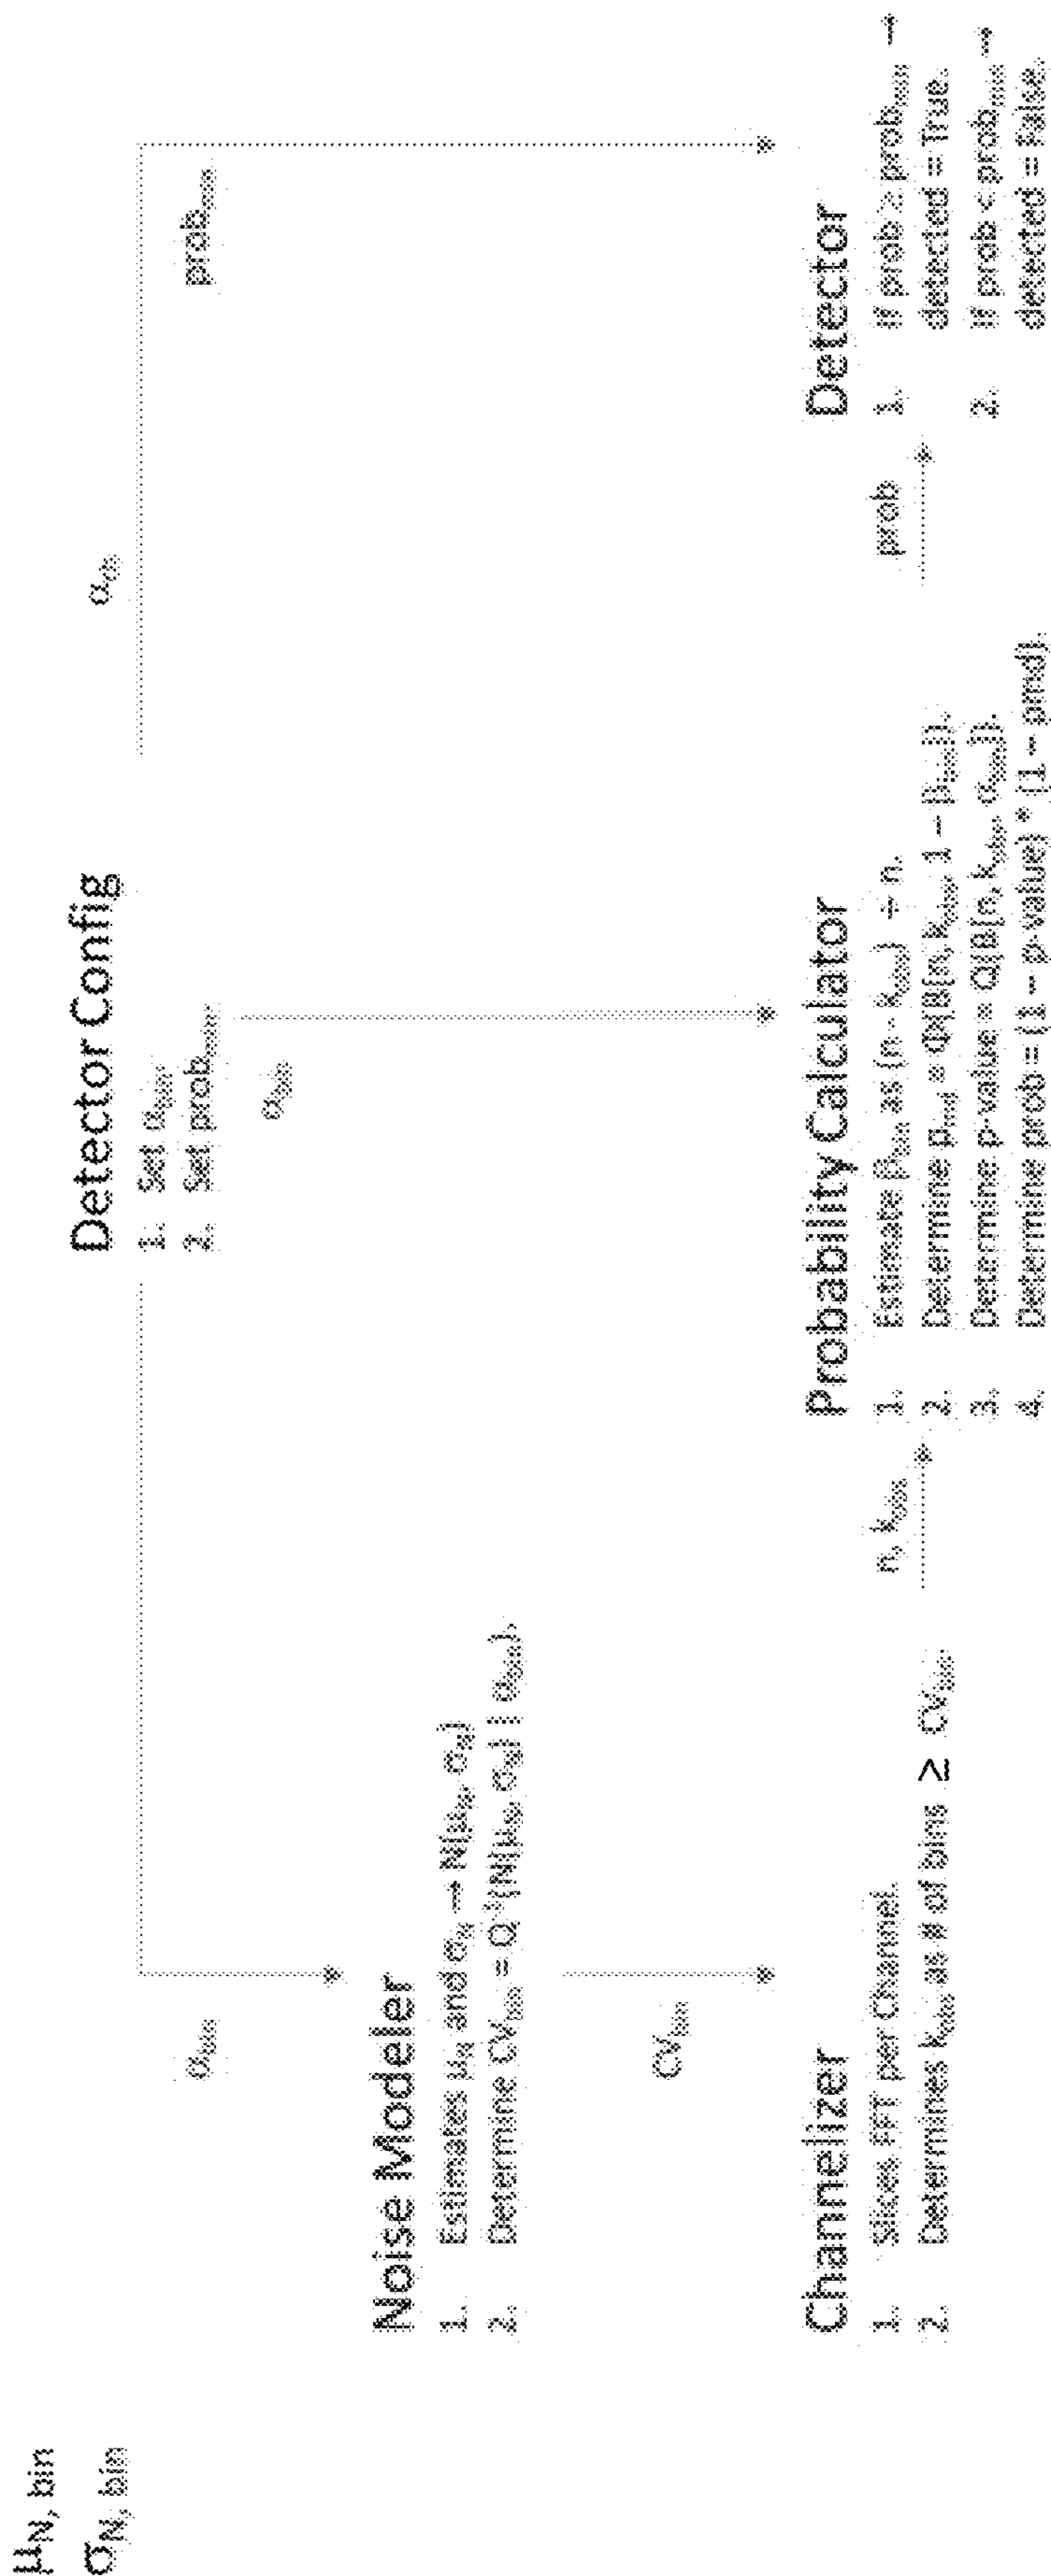 μN, bin
σN, bin
Detector Config
1. Set αbin
2. Set probmin
αbin
αbin
probmin
Noise Modeler
1. Estimates μN and σN → N(μN, σN)
2. Determine CVbin = Q⁻¹(N(μN, σN) | αbin).
CVbin
Channelizer
1. Slices FFT per Channel.
2. Determines kobs as # of bins ≥ CVbin
n, kobs
Probability Calculator
1. Estimate βbin as (n - kobs) ÷ n.
2. Determine pmd = Φ(B(n, kobs, 1 – βbin)).
3. Determine p-value = Q(B(n, kobs, αbin)).
4. Determine prob = (1 – p-value) * (1 – pmd).
prob
Detector
1. If prob ≥ probmin →
detected = True.
2. If prob < probmin →
detected = False.